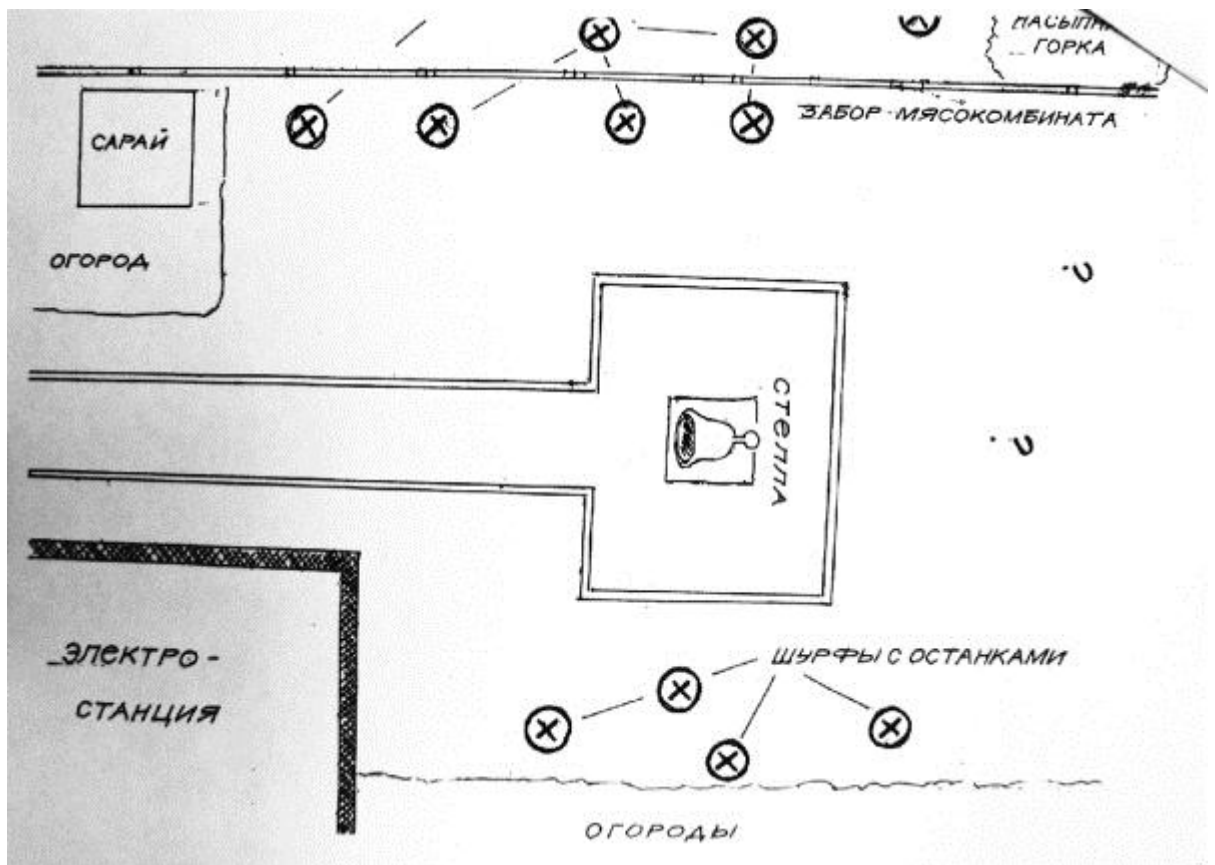 НАСЫПН
ГОРКА
ЗАБОР-МЯСОКОМБИНАТА
САРАЙ
ОГОРОД
?
СТЕЛЛА
?
ЭЛЕКТРО-
СТАНЦИЯ
ШУРФЫ С ОСТАНКАМИ
ОГОРОДЫ